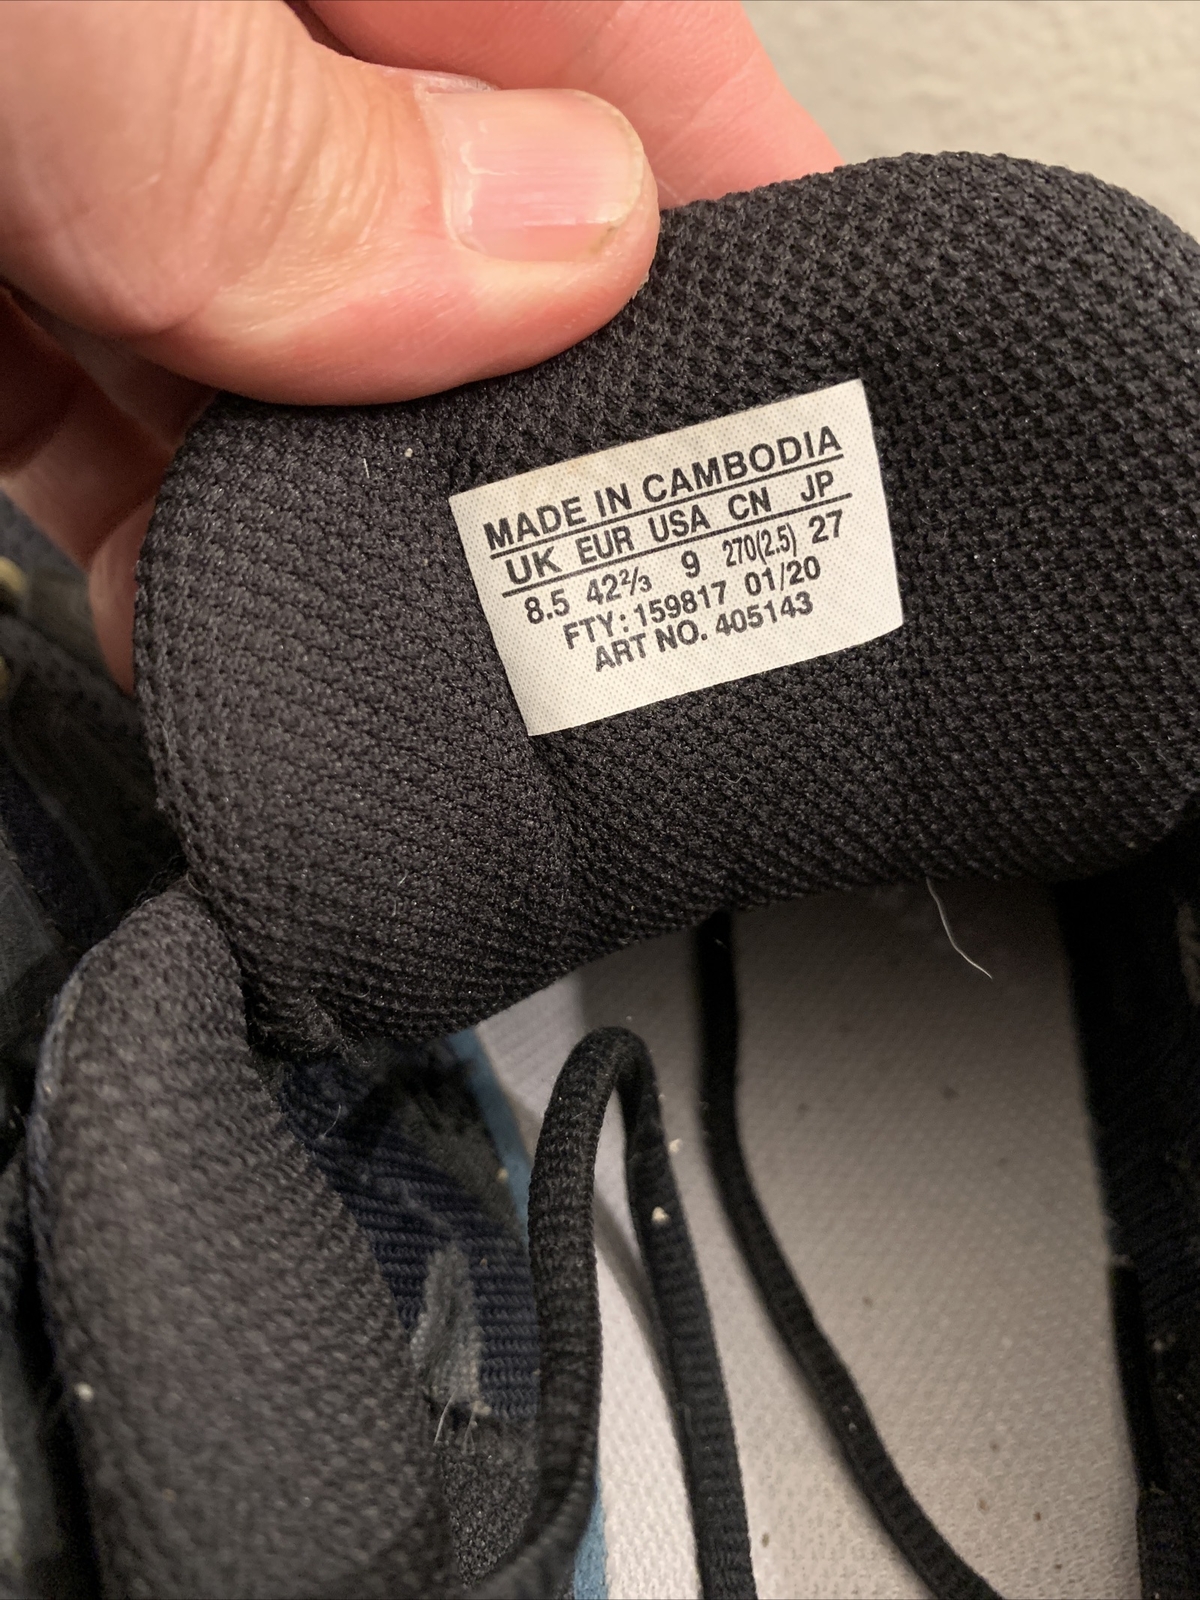 MADE IN CAMBODIA
UK EUR USA CN JP
8.5 42⅔ 9 270(2.5) 27
FTY: 159817 01/20
ART NO. 405143